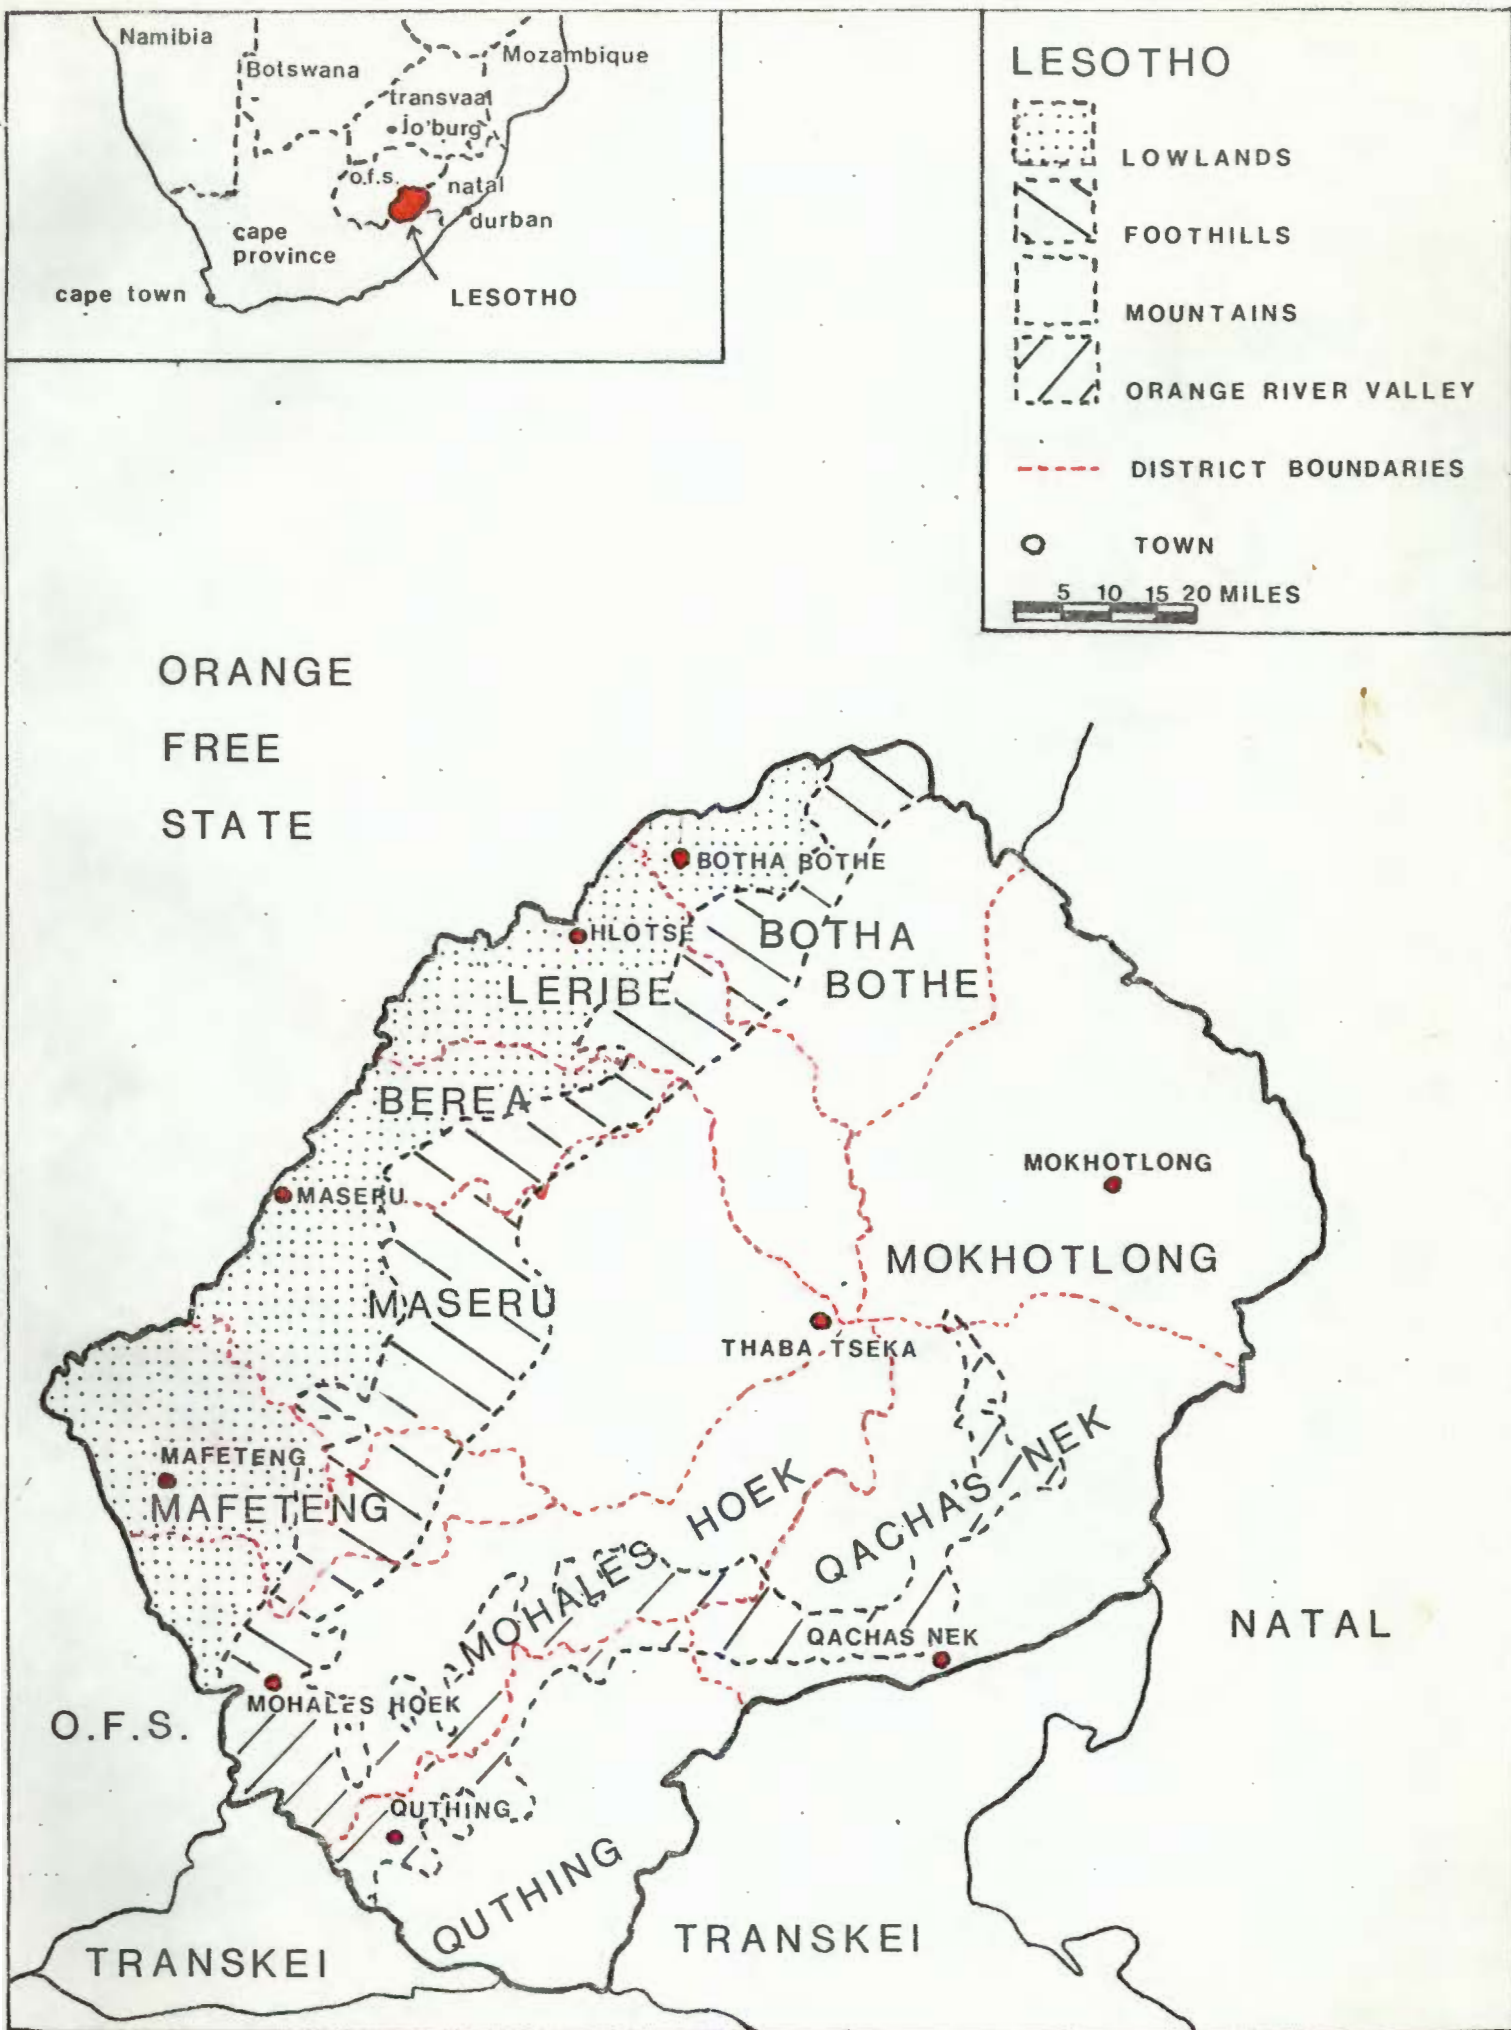 Namibia
Botswana
Mozambique
transvaal
jo'burg
o.f.s.
natal
durban
cape
province
cape town
LESOTHO
LESOTHO
LOWLANDS
FOOTHILLS
MOUNTAINS
ORANGE RIVER VALLEY
DISTRICT BOUNDARIES
TOWN
5 10 15 20 MILES
ORANGE
FREE
STATE
BOTHA BOTHE
HLOTSE
BOTHA
BOTHE
LERIBE
BEREA
MOKHOTLONG
MASERU
MOKHOTLONG
MASERU
THABA TSEKA
MAFETENG
MAFETENG
MOHALES HOEK
QACHA'S NEK
QACHAS NEK
NATAL
MOHALES HOEK
O.F.S.
QUTHING
QUTHING
TRANSKEI
TRANSKEI